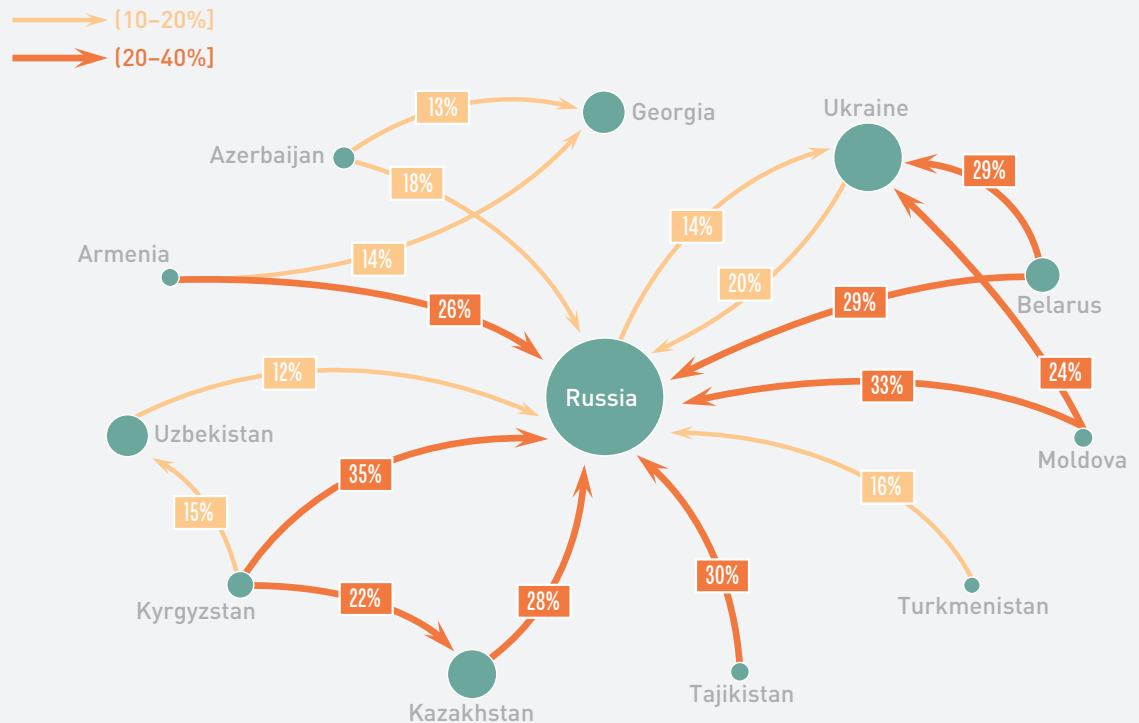 (10–20%]
(20–40%]
13%
Georgia
Ukraine
Azerbaijan
18%
29%
14%
Armenia
14%
20%
Belarus
26%
29%
12%
24%
33%
Russia
Uzbekistan
Moldova
35%
16%
15%
30%
22%
28%
Kyrgyzstan
Turkmenistan
Tajikistan
Kazakhstan